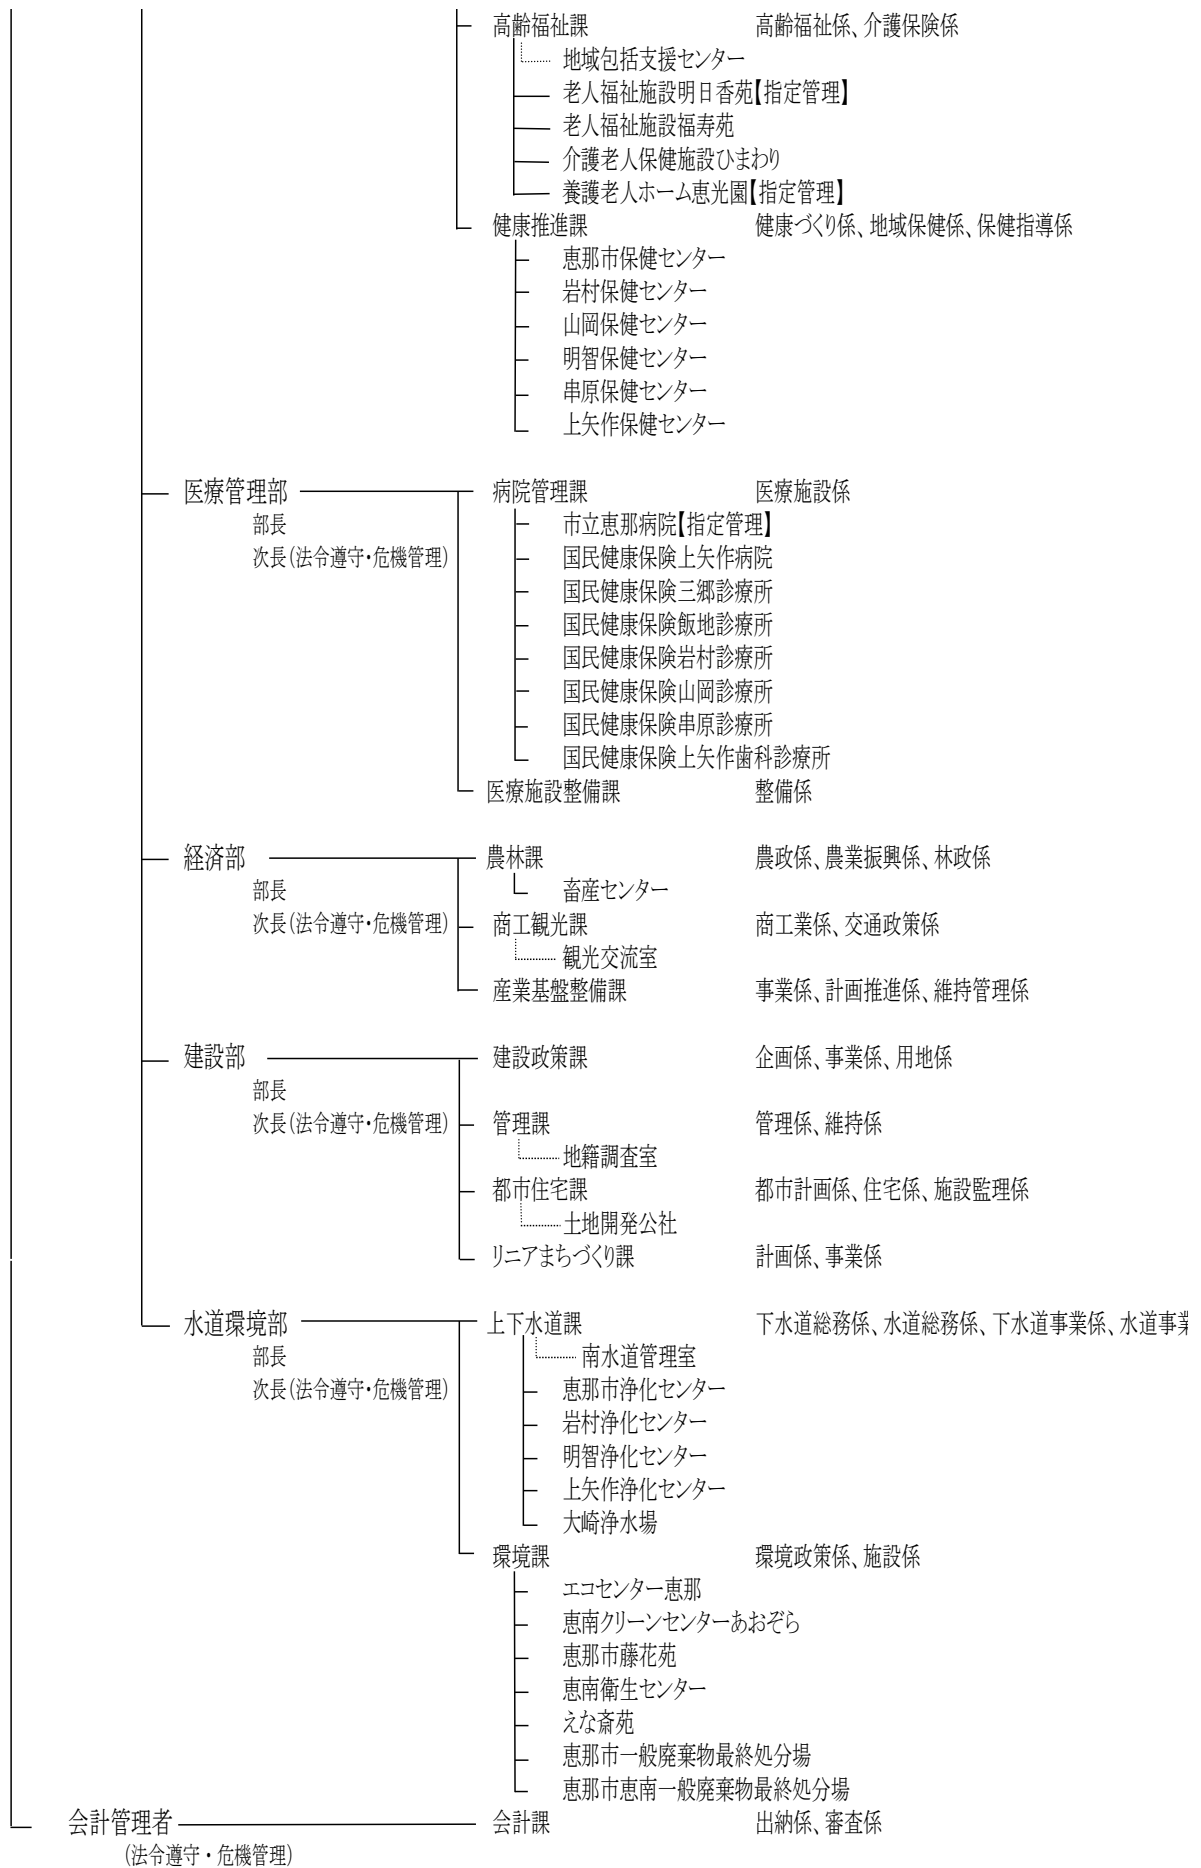 高齢福祉課 高齢福祉係、介護保険係
地域包括支援センター
老人福祉施設明日香苑【指定管理】
老人福祉施設福寿苑
介護老人保健施設ひまわり
養護老人ホーム恵光園【指定管理】
健康推進課 健康づくり係、地域保健係、保健指導係
恵那市保健センター
岩村保健センター
山岡保健センター
明智保健センター
串原保健センター
上矢作保健センター
医療管理部 病院管理課 医療施設係
部長 市立恵那病院【指定管理】
次長(法令遵守・危機管理) 国民健康保険上矢作病院
国民健康保険三郷診療所
国民健康保険飯地診療所
国民健康保険岩村診療所
国民健康保険山岡診療所
国民健康保険串原診療所
国民健康保険上矢作歯科診療所
医療施設整備課 整備係
経済部 農林課 農政係、農業振興係、林政係
部長 畜産センター
次長(法令遵守・危機管理) 商工観光課 商工業係、交通政策係
観光交流室
産業基盤整備課 事業係、計画推進係、維持管理係
建設部 建設政策課 企画係、事業係、用地係
部長
次長(法令遵守・危機管理) 管理課 管理係、維持係
地籍調査室
都市住宅課 都市計画係、住宅係、施設監理係
土地開発公社
リニアまちづくり課 計画係、事業係
水道環境部 上下水道課 下水道総務係、水道総務係、下水道事業係、水道事業
部長 南水道管理室
次長(法令遵守・危機管理) 恵那市浄化センター
岩村浄化センター
明智浄化センター
上矢作浄化センター
大崎浄水場
環境課 環境政策係、施設係
エコセンター恵那
恵南クリーンセンターあおぞら
恵那市藤花苑
恵南衛生センター
えな斎苑
恵那市一般廃棄物最終処分場
恵那市恵南一般廃棄物最終処分場
会計管理者 会計課 出納係、審査係
(法令遵守・危機管理)